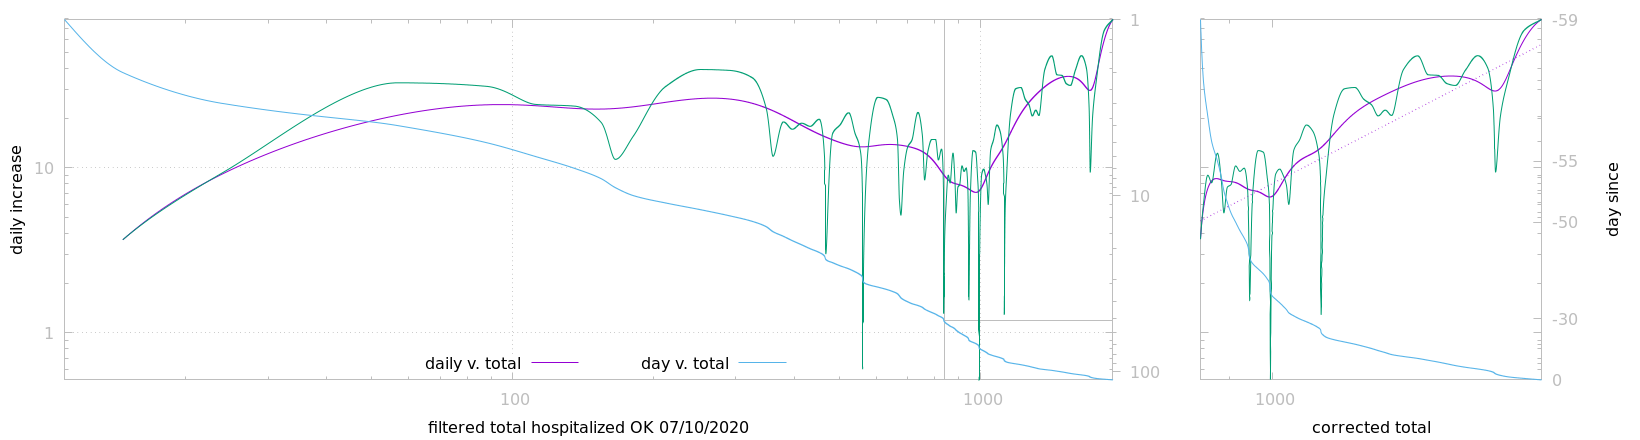 daily increase
10
1
daily v. total
day v. total
100
1000
filtered total hospitalized OK 07/10/2020
1
10
100
1000
corrected total
-59
-55
-50
-30
0
day since